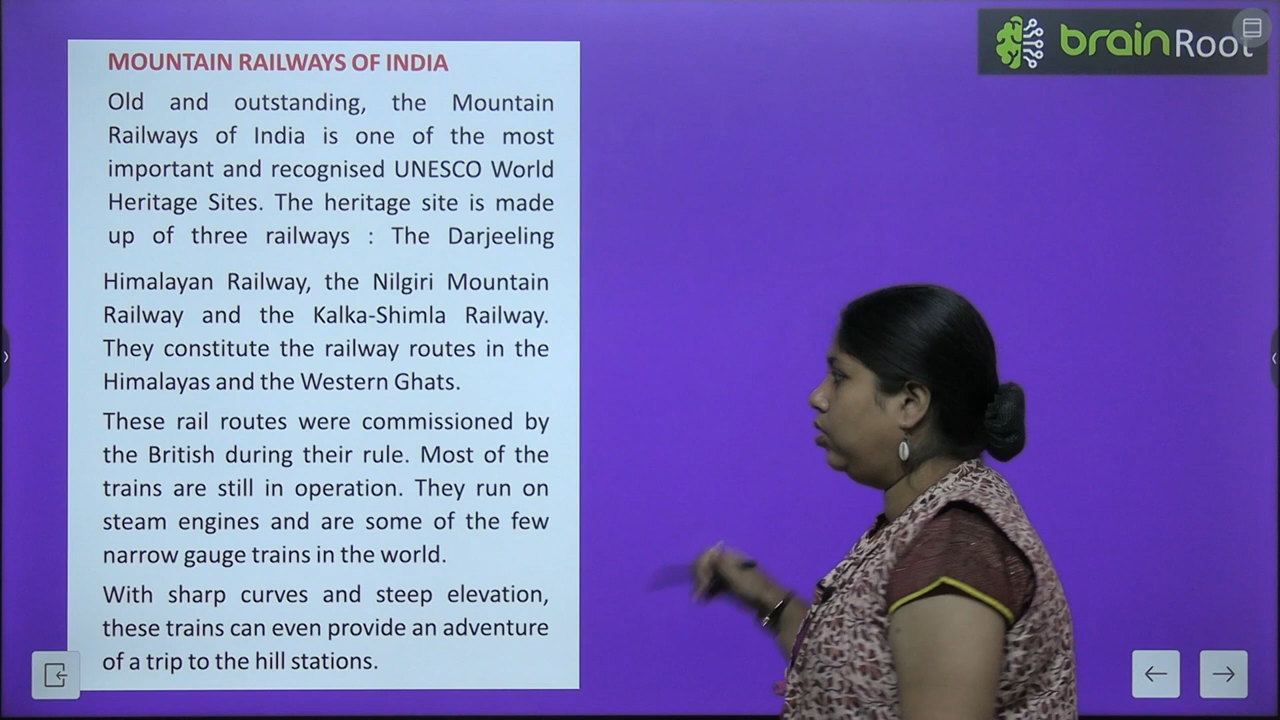 brainRoot
MOUNTAIN RAILWAYS OF INDIA
Old and outstanding, the Mountain
Railways of India is one of the most
important and recognised UNESCO World
Heritage Sites. The heritage site is made
up of three railways : The Darjeeling
Himalayan Railway, the Nilgiri Mountain
Railway and the Kalka-Shimla Railway.
They constitute the railway routes in the
Himalayas and the Western Ghats.
These rail routes were commissioned by
the British during their rule. Most of the
trains are still in operation. They run on
steam engines and are some of the few
narrow gauge trains in the world.
With sharp curves and steep elevation,
these trains can even provide an adventure
of a trip to the hill stations.